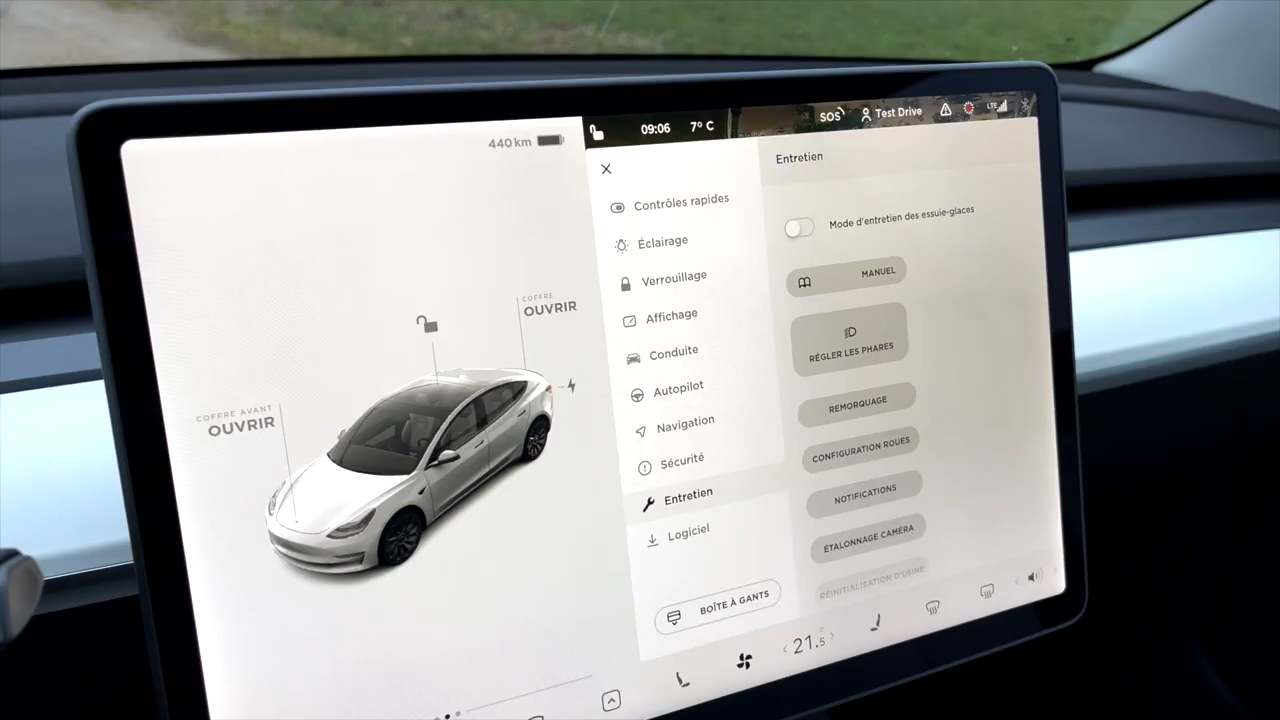 440 km
09:06
7° C
SOS
Test Drive
LTE
COFFRE
OUVRIR
COFFRE AVANT
OUVRIR
Contrôles rapides
Éclairage
Verrouillage
Affichage
Conduite
Autopilot
Navigation
Sécurité
Entretien
Logiciel
BOÎTE À GANTS
Entretien
Mode d'entretien des essuie-glaces
MANUEL
RÉGLER LES PHARES
REMORQUAGE
CONFIGURATION ROUES
NOTIFICATIONS
ÉTALONNAGE CAMÉRA
RÉINITIALISATION D'USINE
21.5